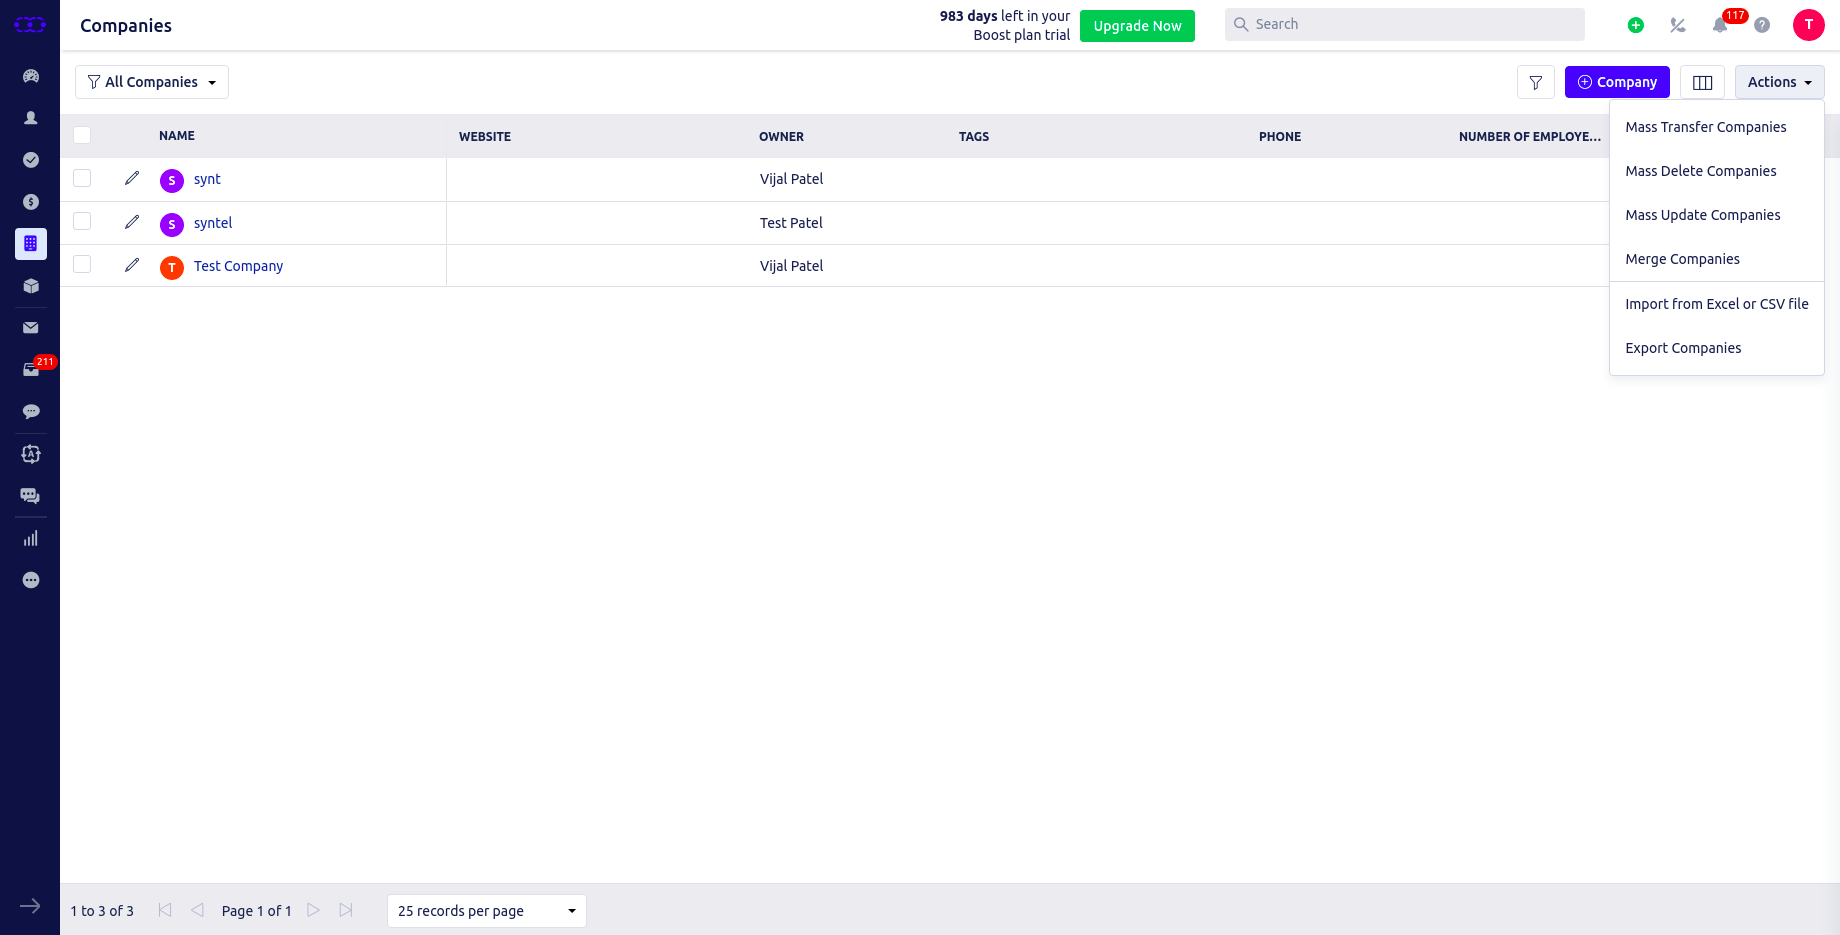 Companies
983 days left in your
Boost plan trial
Upgrade Now
Search
117
T
All Companies
Company
Actions
NAME
WEBSITE
OWNER
TAGS
PHONE
NUMBER OF EMPLOYE...
S synt
Vijal Patel
S syntel
Test Patel
T Test Company
Vijal Patel
Mass Transfer Companies
Mass Delete Companies
Mass Update Companies
Merge Companies
Import from Excel or CSV file
Export Companies
211
1 to 3 of 3
Page 1 of 1
25 records per page